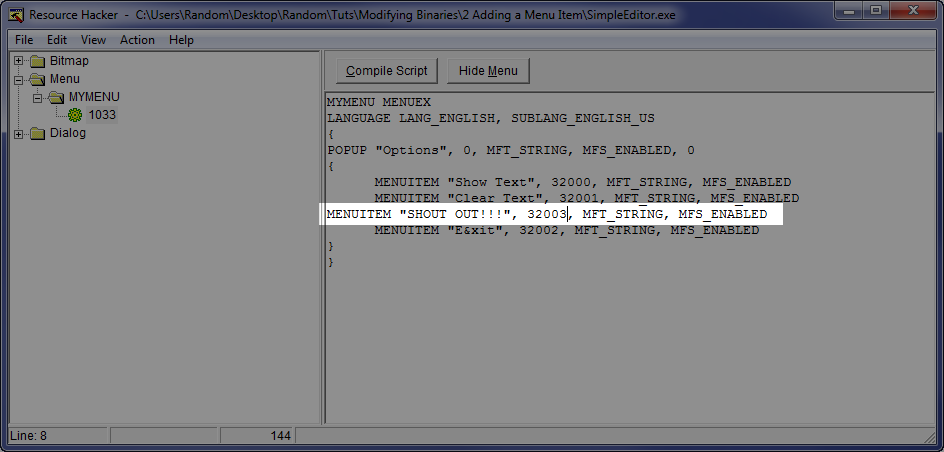 Resource Hacker - C:\Users\Random\Desktop\Random\Tuts\Modifying Binaries\2 Adding a Menu Item\SimpleEditor.exe
File Edit View Action Help
Bitmap
Menu
MYMENU
1033
Dialog
Compile Script Hide Menu
MYMENU MENUEX
LANGUAGE LANG_ENGLISH, SUBLANG_ENGLISH_US
{
POPUP "Options", 0, MFT_STRING, MFS_ENABLED, 0
{
MENUITEM "Show Text", 32000, MFT_STRING, MFS_ENABLED
MENUITEM "Clear Text", 32001, MFT_STRING, MFS_ENABLED
MENUITEM "SHOUT OUT!!!", 32003, MFT_STRING, MFS_ENABLED
MENUITEM "E&xit", 32002, MFT_STRING, MFS_ENABLED
}
}
Line: 8 144